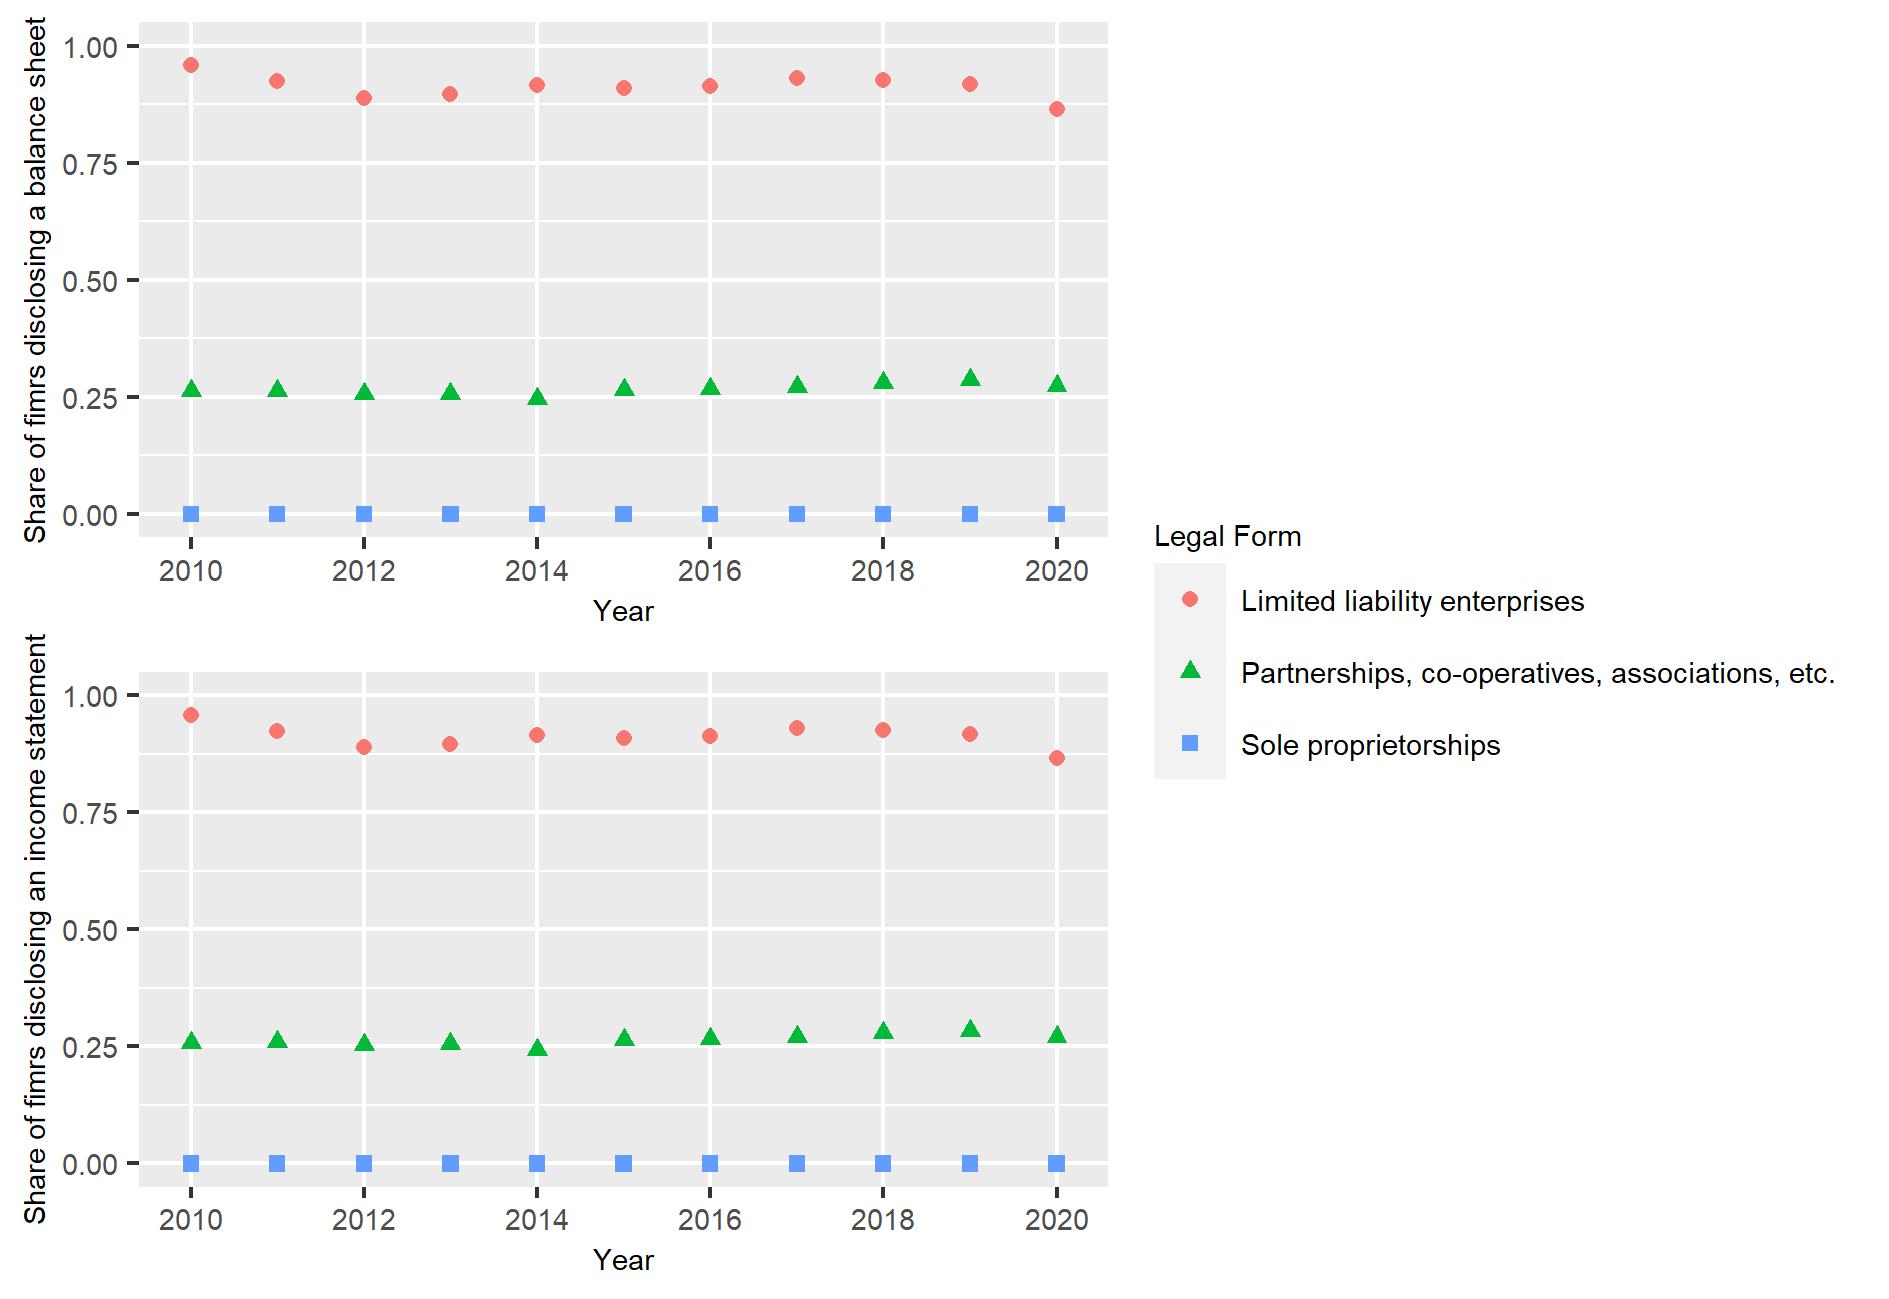 Share of fimrs disclosing a balance sheet
1.00
0.75
0.50
0.25
0.00
2010 2012 2014 2016 2018 2020
Year
Share of fimrs disclosing an income statement
1.00
0.75
0.50
0.25
0.00
2010 2012 2014 2016 2018 2020
Year
Legal Form
Limited liability enterprises
Partnerships, co-operatives, associations, etc.
Sole proprietorships